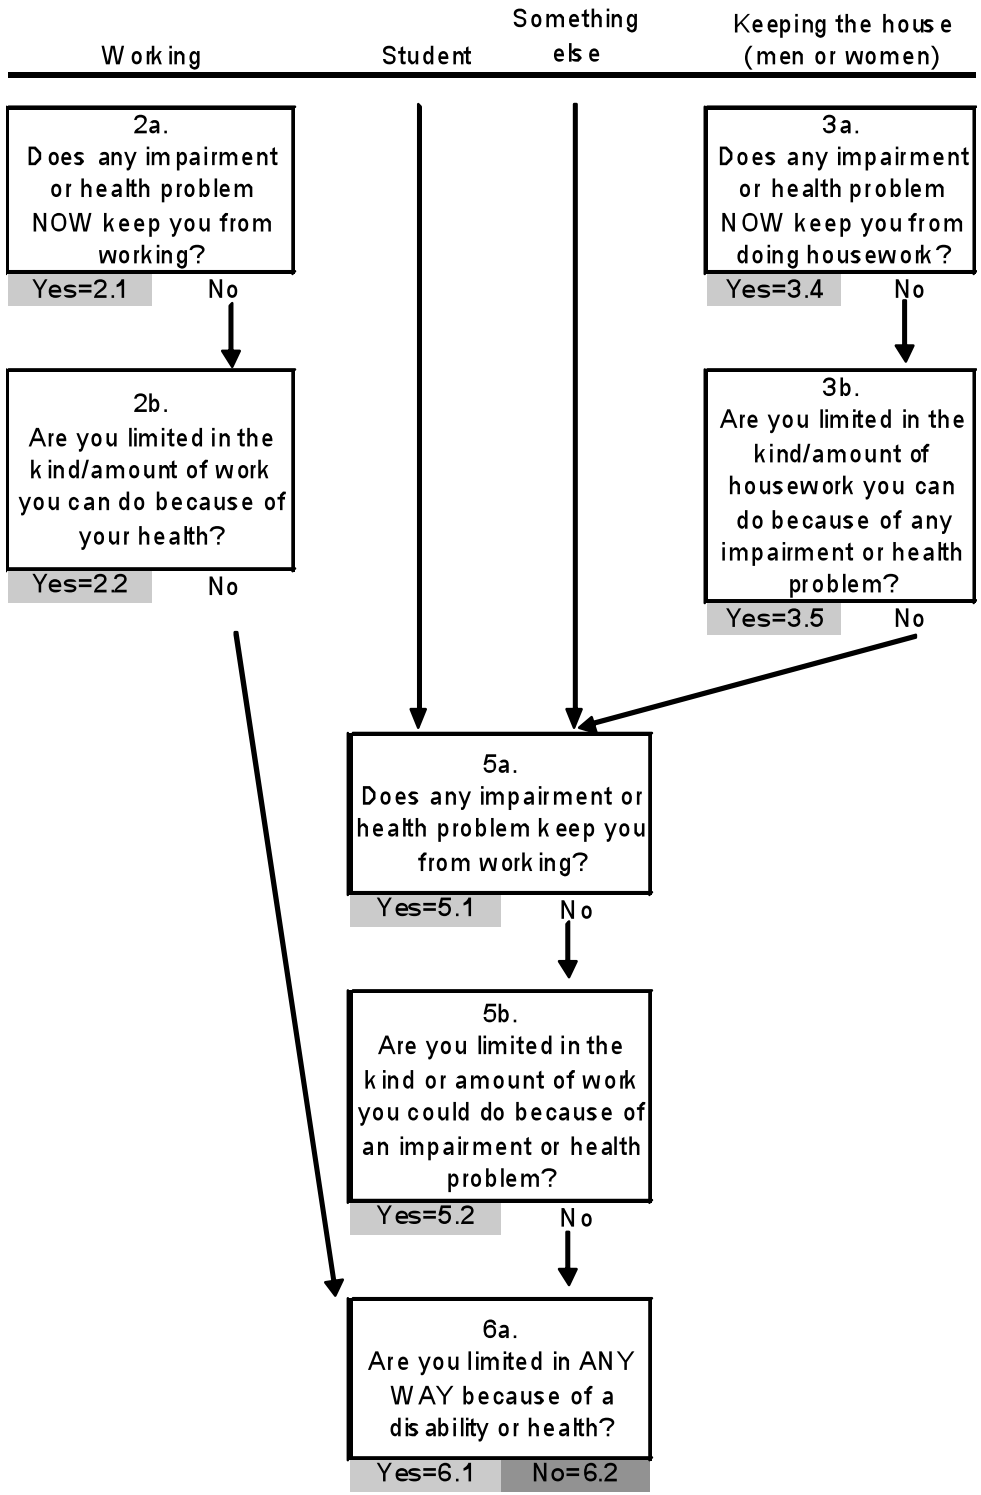 Working
Student
Something
else
Keeping the house
(men or women)
2a.
Does any impairment
or health problem
NOW keep you from
working?
Yes=2.1
No
3a.
Does any impairment
or health problem
NOW keep you from
doing housework?
Yes=3.4
No
2b.
Are you limited in the
kind/amount of work
you can do because of
your health?
Yes=2.2
No
3b.
Are you limited in the
kind/amount of
housework you can
do because of any
impairment or health
problem?
Yes=3.5
No
5a.
Does any impairment or
health problem keep you
from working?
Yes=5.1
No
5b.
Are you limited in the
kind or amount of work
you could do because of
an impairment or health
problem?
Yes=5.2
No
6a.
Are you limited in ANY
WAY because of a
disability or health?
Yes=6.1
No=6.2